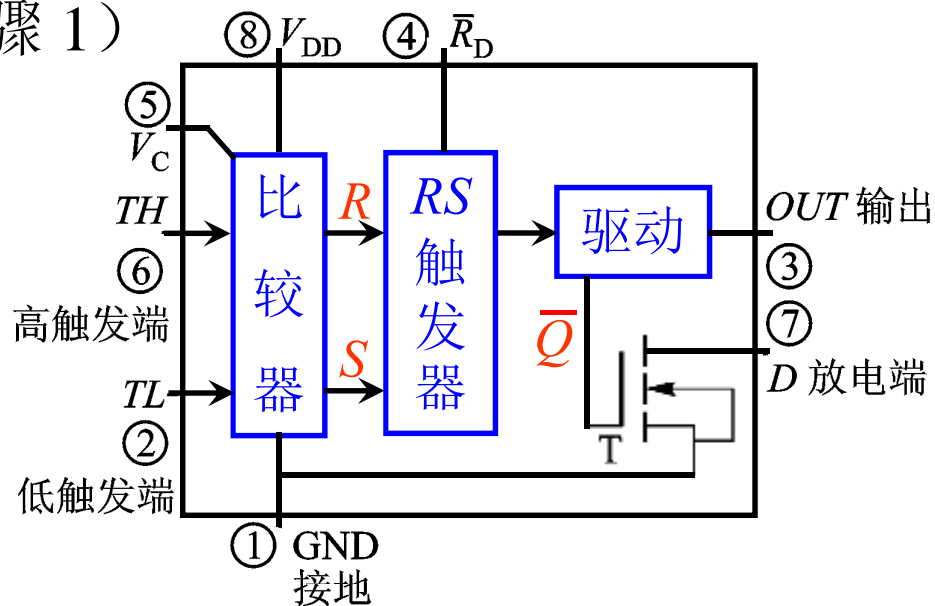 骤 1）
⑧ V_DD
④ R̅_D
⑤
V_C
TH
⑥
高触发端
TL
②
低触发端
比较器
R
S
RS
触发器
驱动
Q̅
T
OUT 输出
③
⑦
D 放电端
① GND
接地